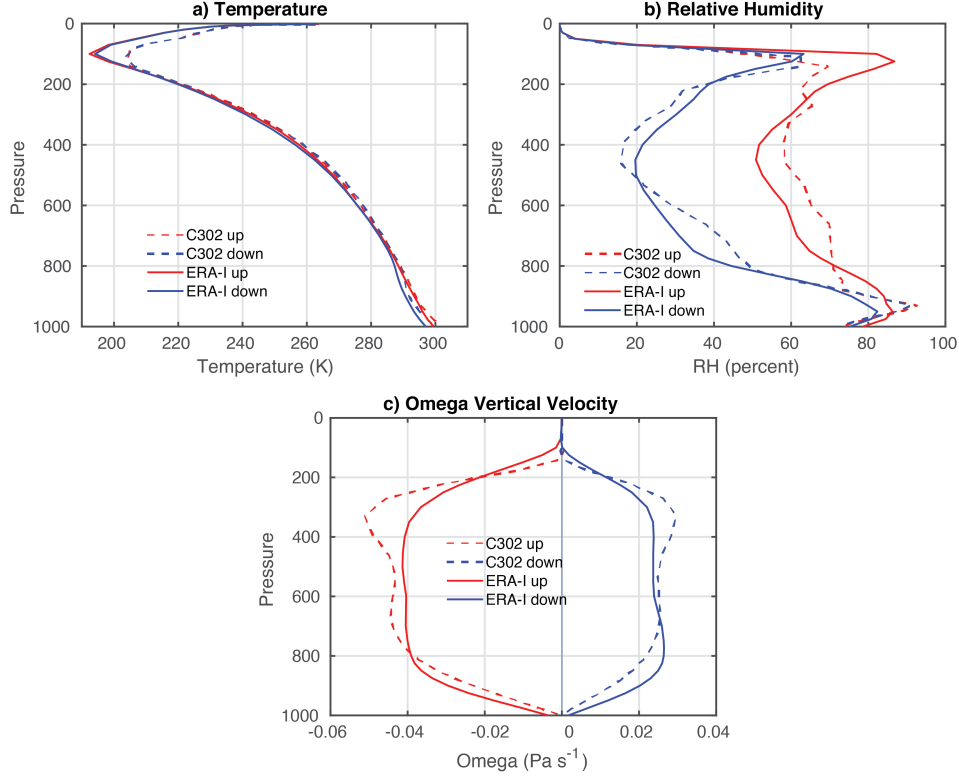 a) Temperature
0
200
400
600
800
1000
Pressure
C302 up
C302 down
ERA-I up
ERA-I down
200 220 240 260 280 300
Temperature (K)
b) Relative Humidity
0
200
400
600
800
1000
Pressure
C302 up
C302 down
ERA-I up
ERA-I down
0 20 40 60 80 100
RH (percent)
c) Omega Vertical Velocity
0
200
400
600
800
1000
Pressure
C302 up
C302 down
ERA-I up
ERA-I down
-0.06 -0.04 -0.02 0 0.02 0.04
Omega (Pa s⁻¹)